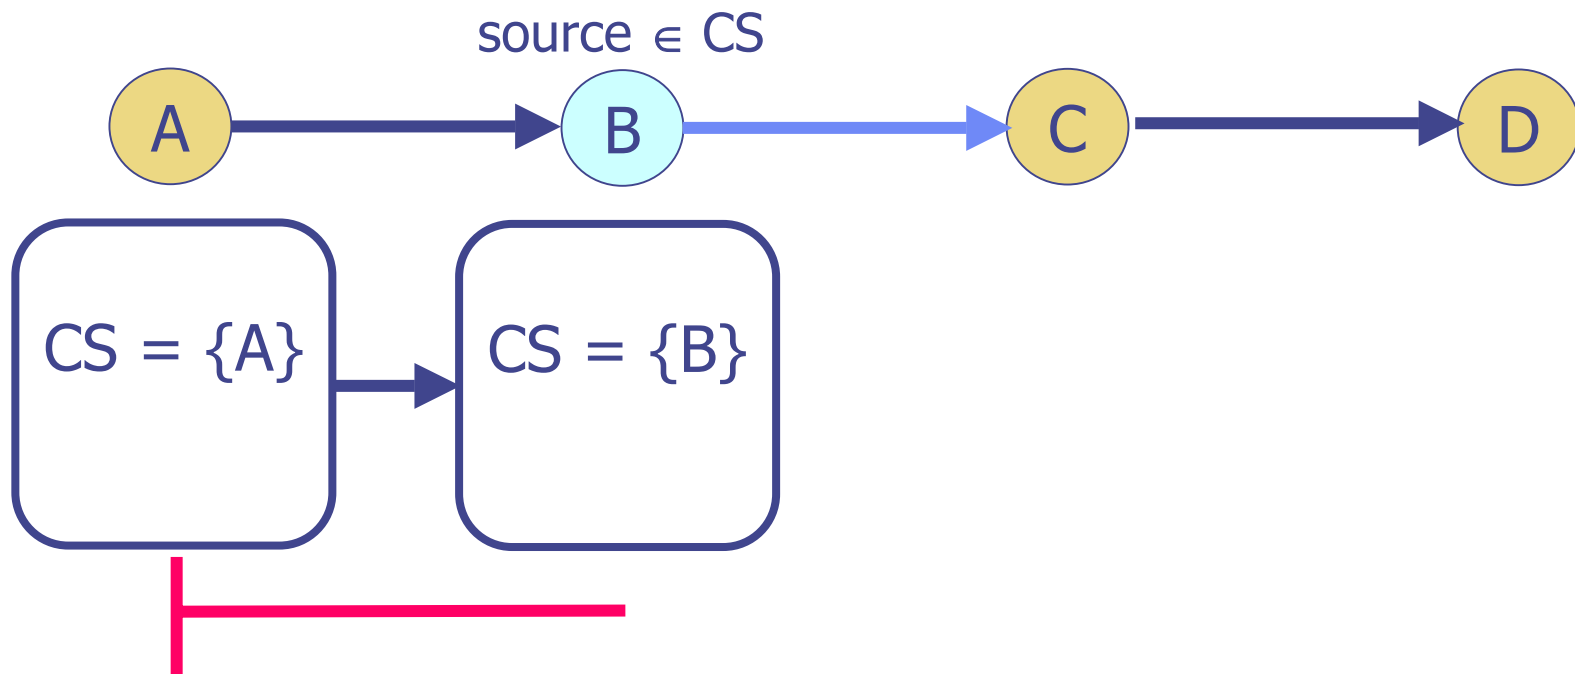 source ∈ CS
A B C D
CS = {A} CS = {B}